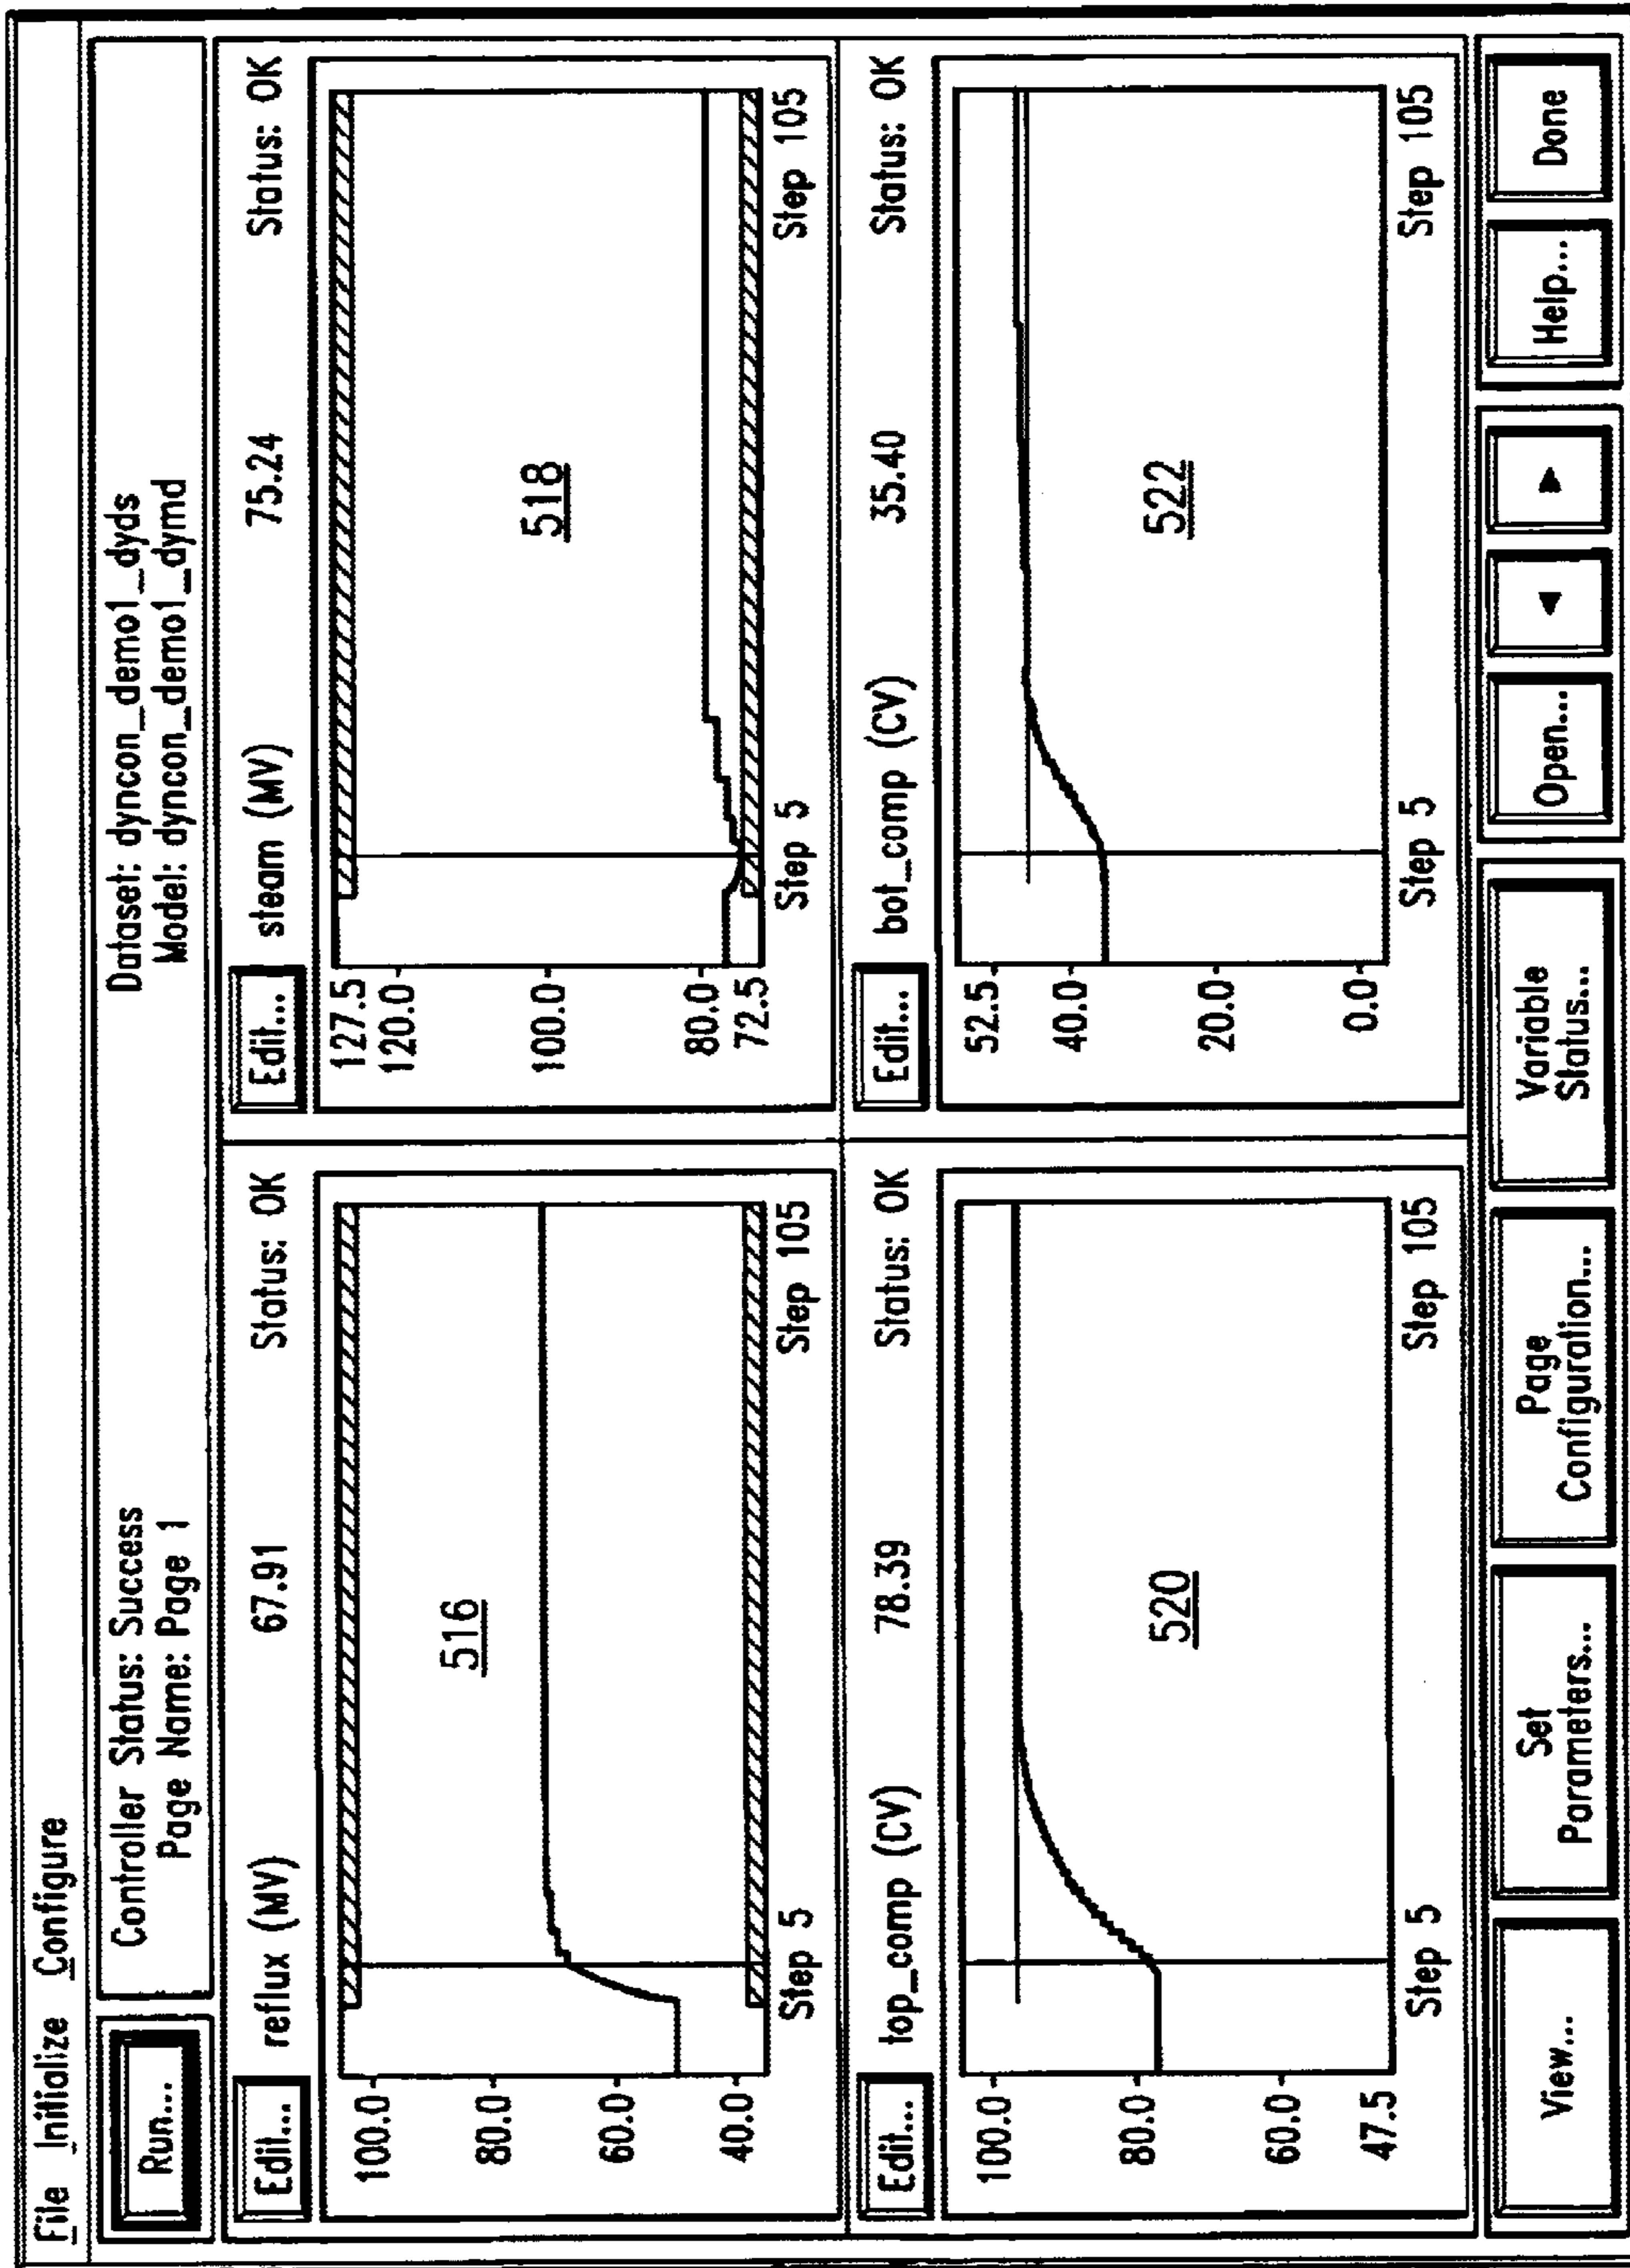 File Initialize Configure
Run...
Controller Status: Success
Page Name: Page 1
Dataset: dyncon_demo1_dyds
Model: dyncon_demo1_dymd
Edit... reflux (MV) 67.91 Status: OK
100.0
80.0
60.0
40.0
516
Step 5 Step 105
Edit... steam (MV) 75.24 Status: OK
127.5
120.0
100.0
80.0
72.5
518
Step 5 Step 105
Edit... top_comp (CV) 78.39 Status: OK
100.0
80.0
60.0
47.5
520
Step 5 Step 105
Edit... bot_comp (CV) 35.40 Status: OK
52.5
40.0
20.0
0.0
522
Step 5 Step 105
View...
Set
Parameters...
Page
Configuration...
Variable
Status...
Open...
Help...
Done